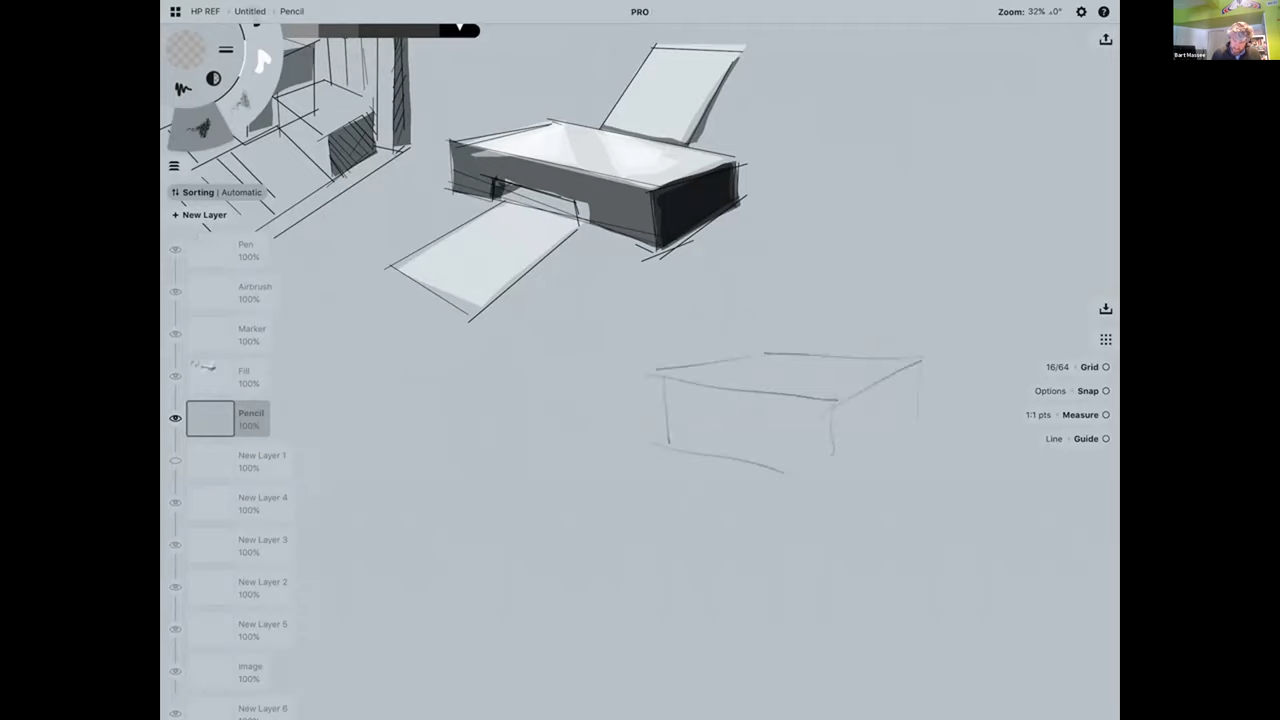 HP REF Untitled Pencil
PRO
Zoom: 32% ⊿0°
Bart Massee
Sorting | Automatic
+ New Layer
Pen
100%
Airbrush
100%
Marker
100%
Fill
100%
Pencil
100%
New Layer 1
100%
New Layer 4
100%
New Layer 3
100%
New Layer 2
100%
New Layer 5
100%
Image
100%
New Layer 6
16/64 Grid
Options Snap
1:1 pts Measure
Line Guide